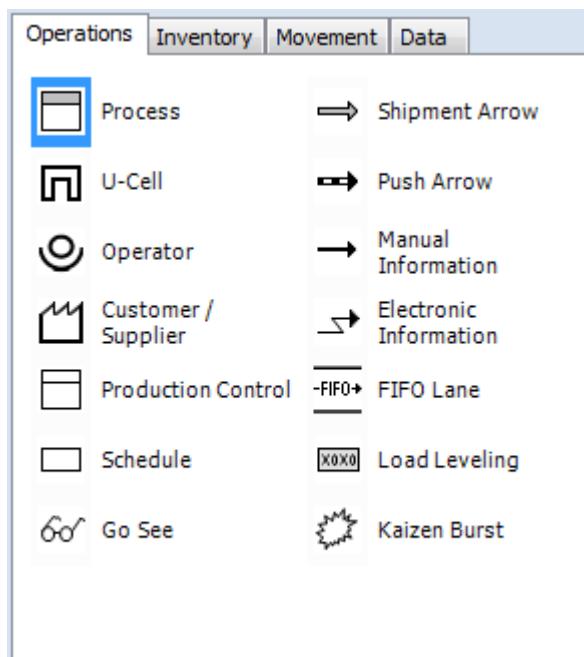 Operations Inventory Movement Data
Process
Shipment Arrow
U-Cell
Push Arrow
Operator
Manual
Information
Customer /
Supplier
Electronic
Information
Production Control
-FIFO→
FIFO Lane
Schedule
XOXO
Load Leveling
Go See
Kaizen Burst